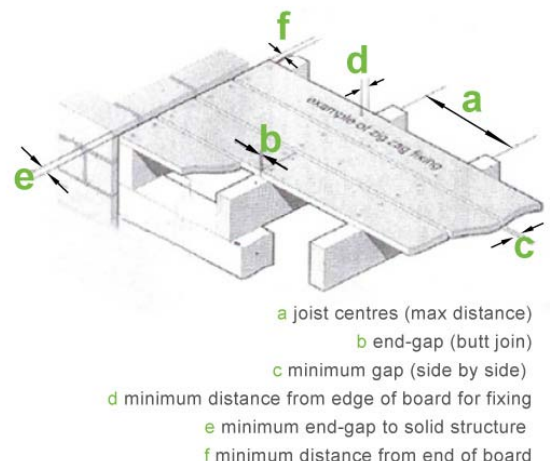 f
d
a
example of zig-zag fixing
b
e
c
a joist centres (max distance)
b end-gap (butt join)
c minimum gap (side by side)
d minimum distance from edge of board for fixing
e minimum end-gap to solid structure
f minimum distance from end of board